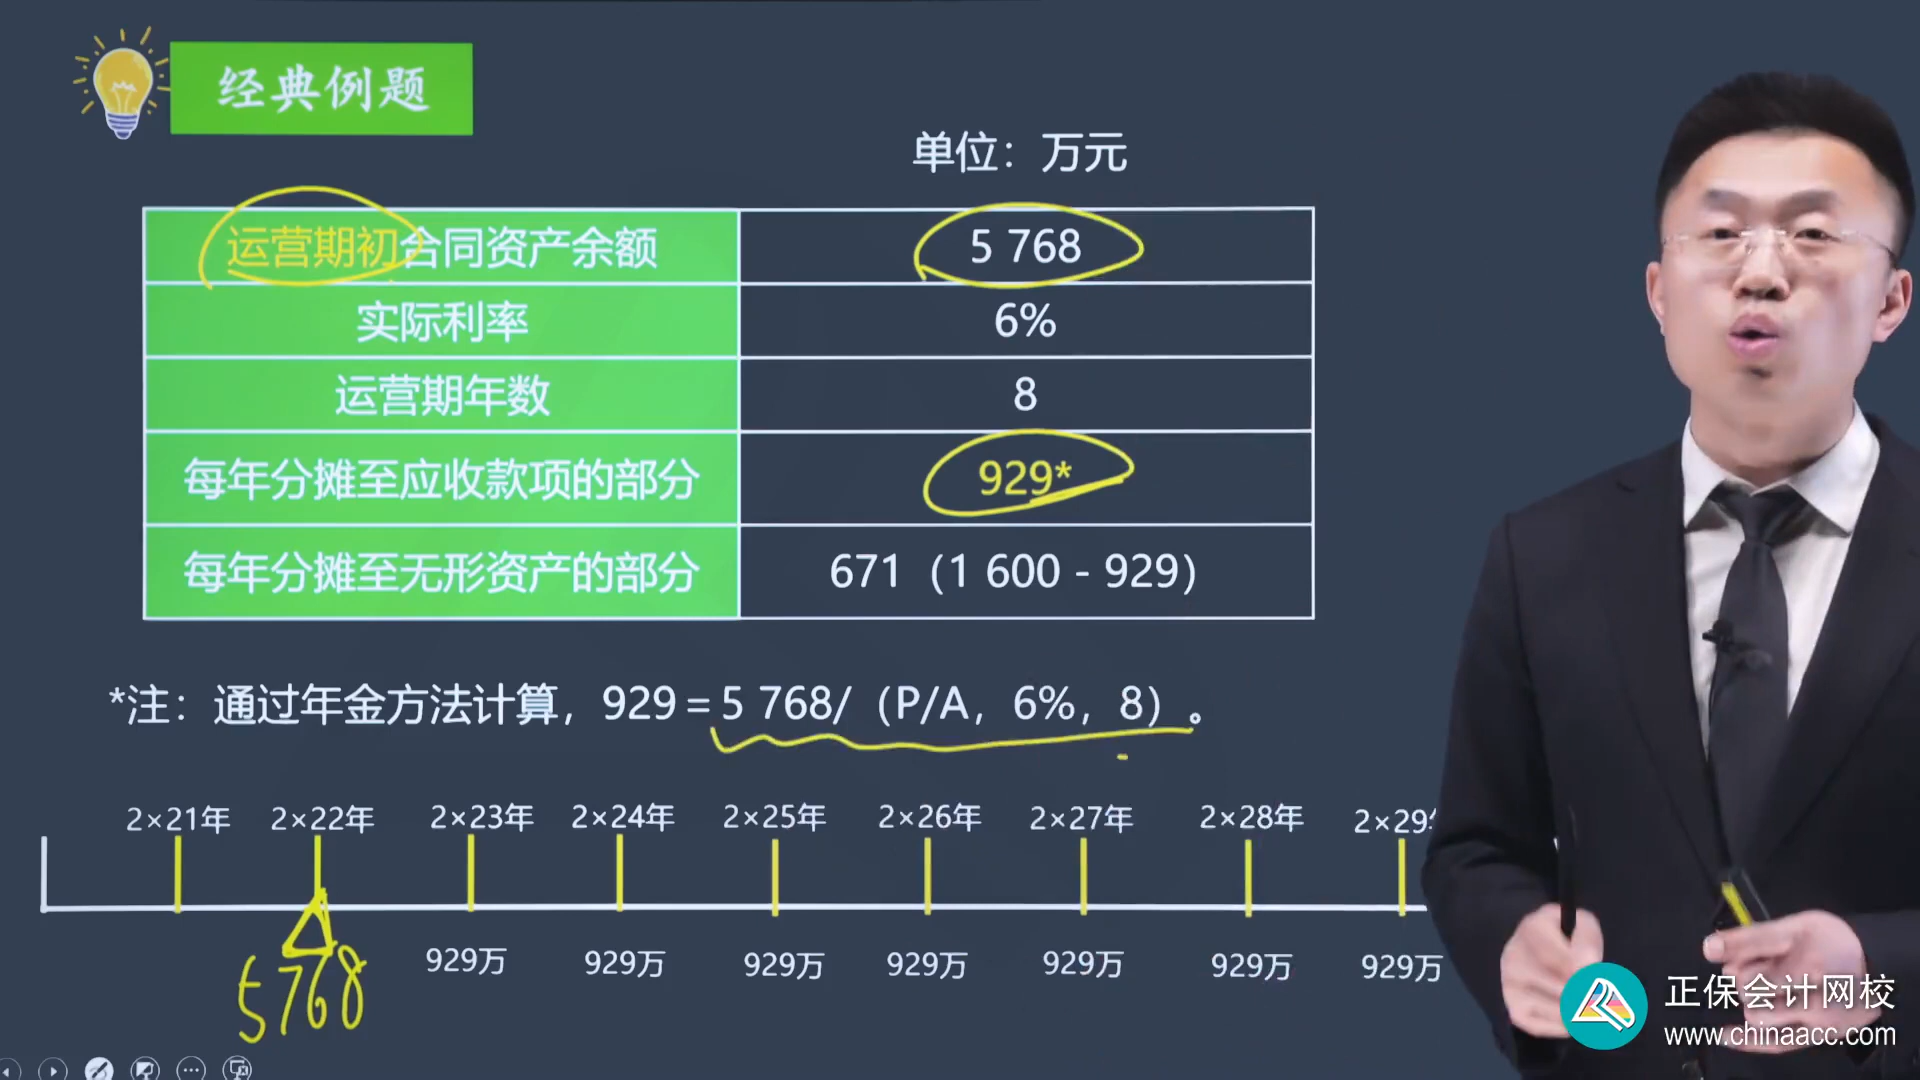 经典例题
单位：万元
运营期初合同资产余额 5 768
实际利率 6%
运营期年数 8
每年分摊至应收款项的部分 929*
每年分摊至无形资产的部分 671（1 600 - 929）
*注：通过年金方法计算，929＝5 768/（P/A，6%，8）。
2×21年 2×22年 2×23年 2×24年 2×25年 2×26年 2×27年 2×28年 2×29
929万 929万 929万 929万 929万 929万 929万
5768
正保会计网校
www.chinaacc.com